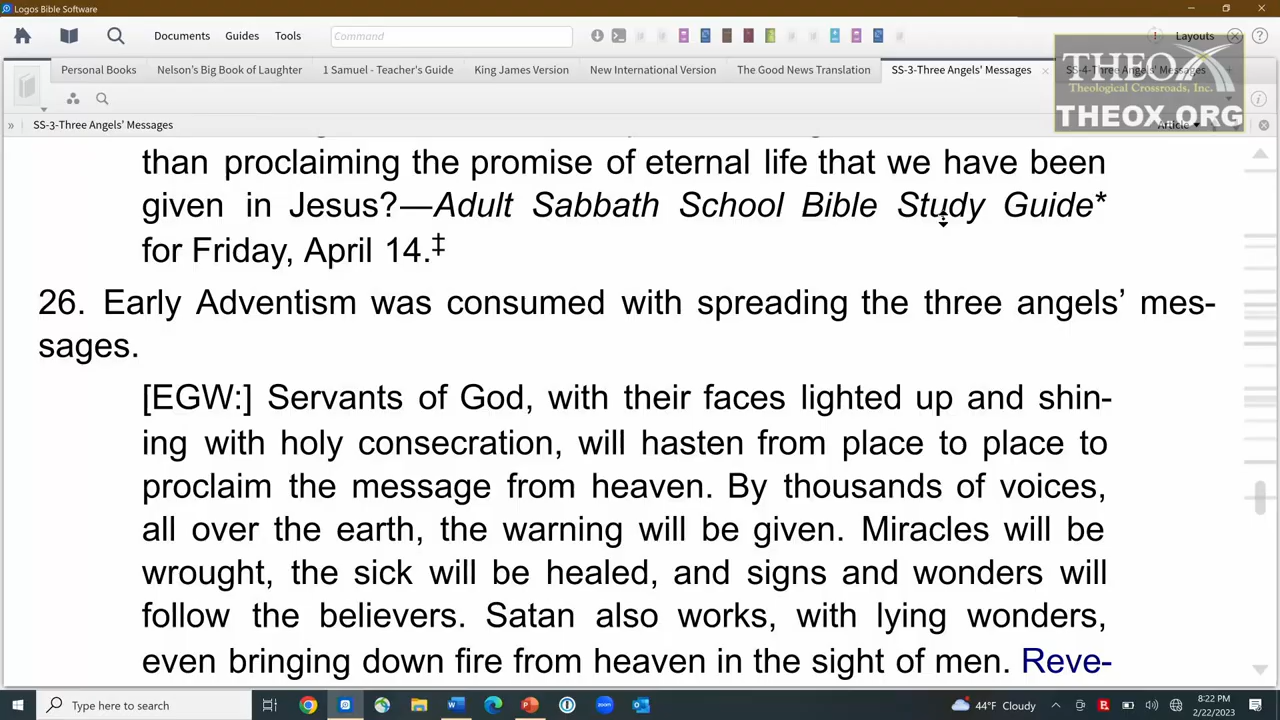 Logos Bible Software
Documents Guides Tools Command Layouts
Personal Books Nelson's Big Book of Laughter 1 Samuel King James Version New International Version The Good News Translation SS-3-Three Angels' Messages SS-4-Three Angels' Messages
THEOX
Theological Crossroads, Inc.
THEOX.ORG
SS-3-Three Angels' Messages Article
than proclaiming the promise of eternal life that we have been
given in Jesus?—Adult Sabbath School Bible Study Guide*
for Friday, April 14.‡
26. Early Adventism was consumed with spreading the three angels’ mes-
sages.
[EGW:] Servants of God, with their faces lighted up and shin-
ing with holy consecration, will hasten from place to place to
proclaim the message from heaven. By thousands of voices,
all over the earth, the warning will be given. Miracles will be
wrought, the sick will be healed, and signs and wonders will
follow the believers. Satan also works, with lying wonders,
even bringing down fire from heaven in the sight of men. Reve-
Type here to search
44°F Cloudy
8:22 PM
2/22/2023